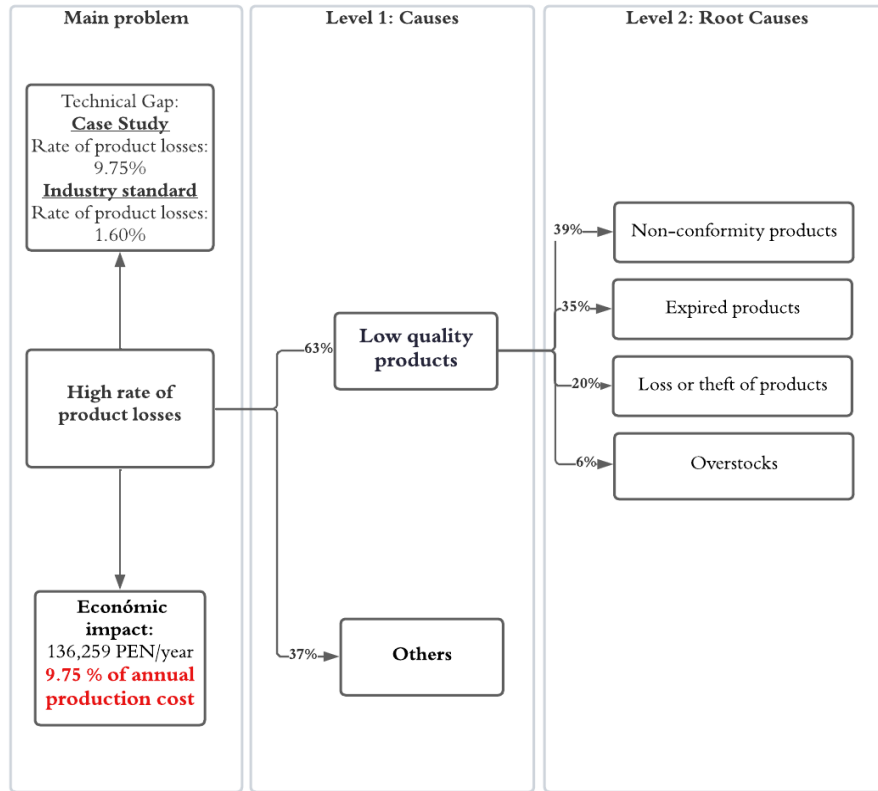 Main problem
Level 1: Causes
Level 2: Root Causes
Technical Gap:
Case Study
Rate of product losses:
9.75%
Industry standard
Rate of product losses:
1.60%
High rate of
product losses
Económic
impact:
136,259 PEN/year
9.75 % of annual
production cost
63%
Low quality
products
37%
Others
39%
Non-conformity products
35%
Expired products
20%
Loss or theft of products
6%
Overstocks